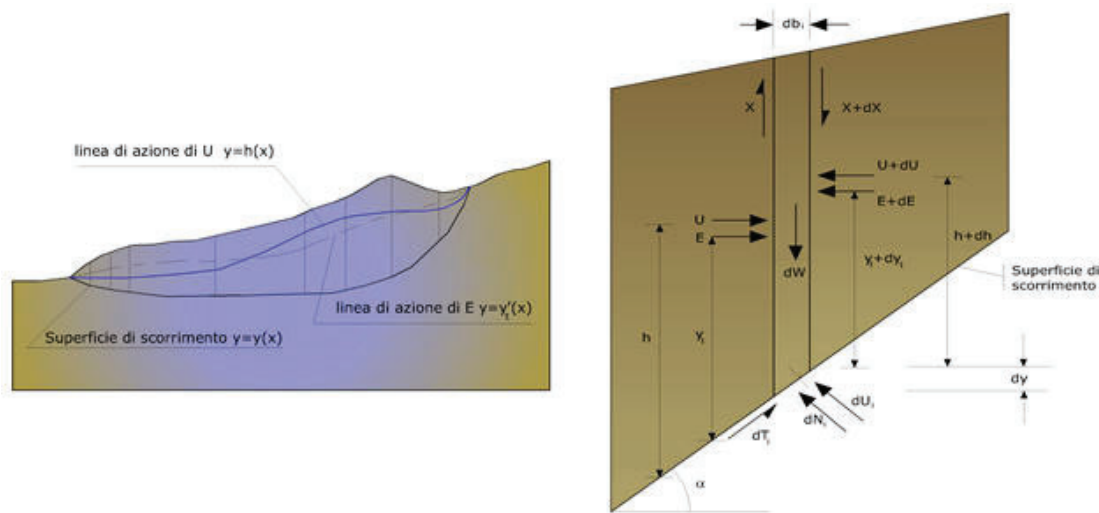 linea di azione di U y=h(x)
linea di azione di E y=y't(x)
Superficie di scorrimento y=y(x)
dbi
X
X+dX
U+dU
E+dE
U
E
dW
h
yt
yt+dyt
h+dh
Superficie di
scorrimento
dy
dTi
dNi
dUi
α